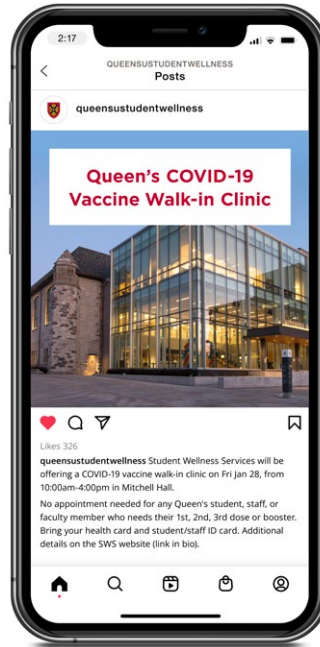 2:17
QUEENSUSTUDENTWELLNESS
Posts
queensustudentwellness
Queen's COVID-19
Vaccine Walk-in Clinic
Likes 326
queensustudentwellness Student Wellness Services will be
offering a COVID-19 vaccine walk-in clinic on Fri Jan 28, from
10:00am-4:00pm in Mitchell Hall.
No appointment needed for any Queen's student, staff, or
faculty member who needs their 1st, 2nd, 3rd dose or booster.
Bring your health card and student/staff ID card. Additional
details on the SWS website (link in bio).